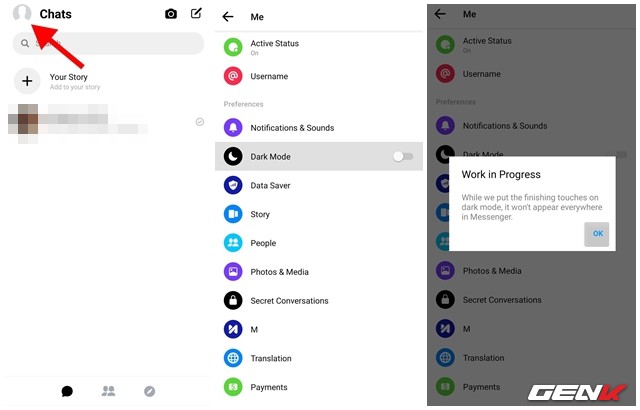 Chats
Search
Your Story
Add to your story
Me
Active Status
On
Username
Preferences
Notifications & Sounds
Dark Mode
Data Saver
Story
People
Photos & Media
Secret Conversations
M
Translation
Payments
Me
Active Status
On
Username
Preferences
Notifications & Sounds
Dark Mode
Work in Progress
While we put the finishing touches on
dark mode, it won't appear everywhere
in Messenger.
OK
Photos & Media
Secret Conversations
M
Translation
Payments
GENK